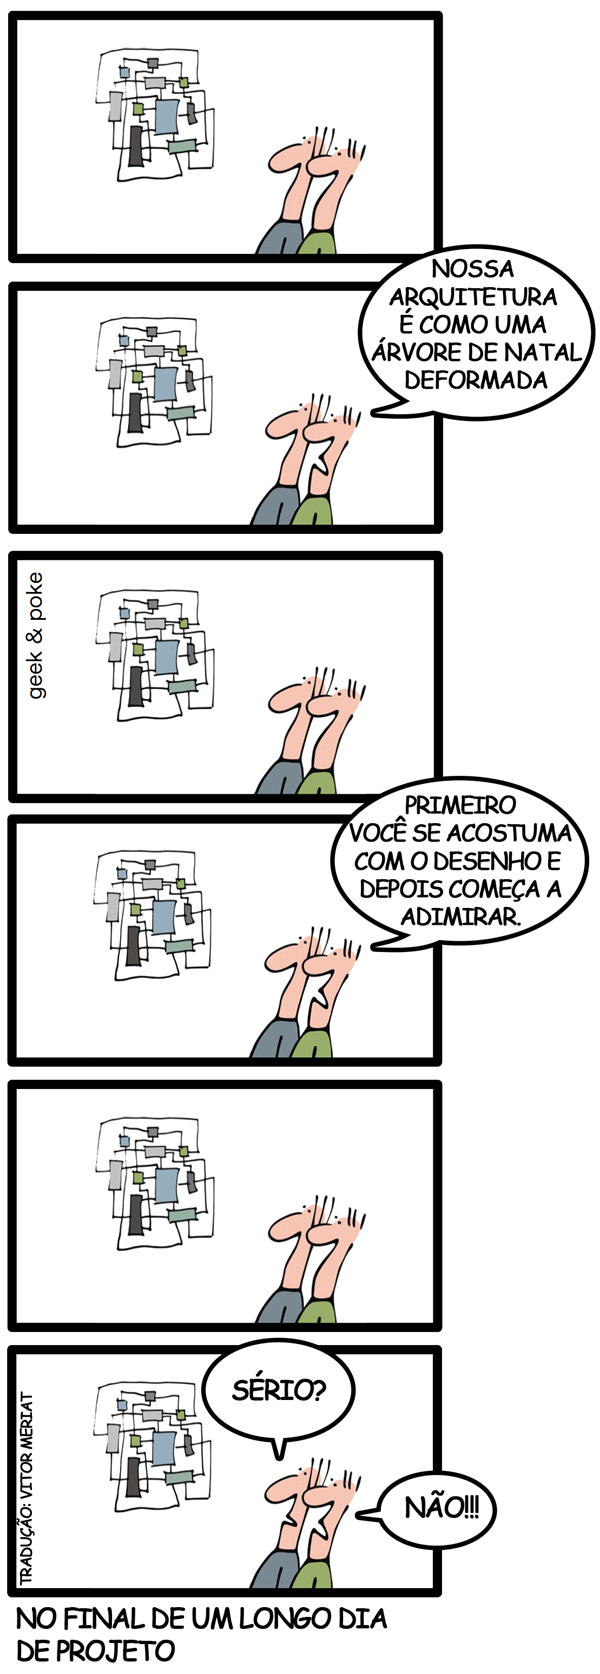 NOSSA
ARQUITETURA
É COMO UMA
ÁRVORE DE NATAL
DEFORMADA
geek & poke
PRIMEIRO
VOCÊ SE ACOSTUMA
COM O DESENHO E
DEPOIS COMEÇA A
ADIMIRAR.
SÉRIO?
NÃO!!!
TRADUÇÃO: VITOR MERIAT
NO FINAL DE UM LONGO DIA
DE PROJETO